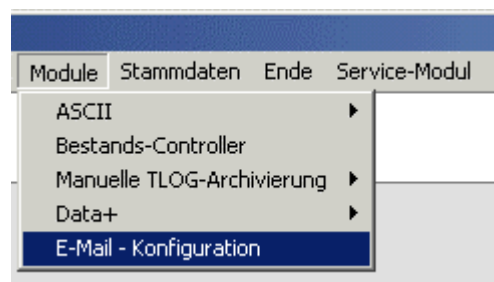 Module Stammdaten Ende Service-Modul
ASCII
Bestands-Controller
Manuelle TLOG-Archivierung
Data+
E-Mail - Konfiguration